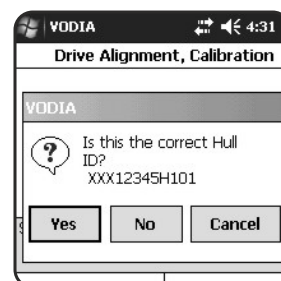 VODIA 4:31
Drive Alignment, Calibration
VODIA
Is this the correct Hull
ID?
XXX12345H101
Yes No Cancel